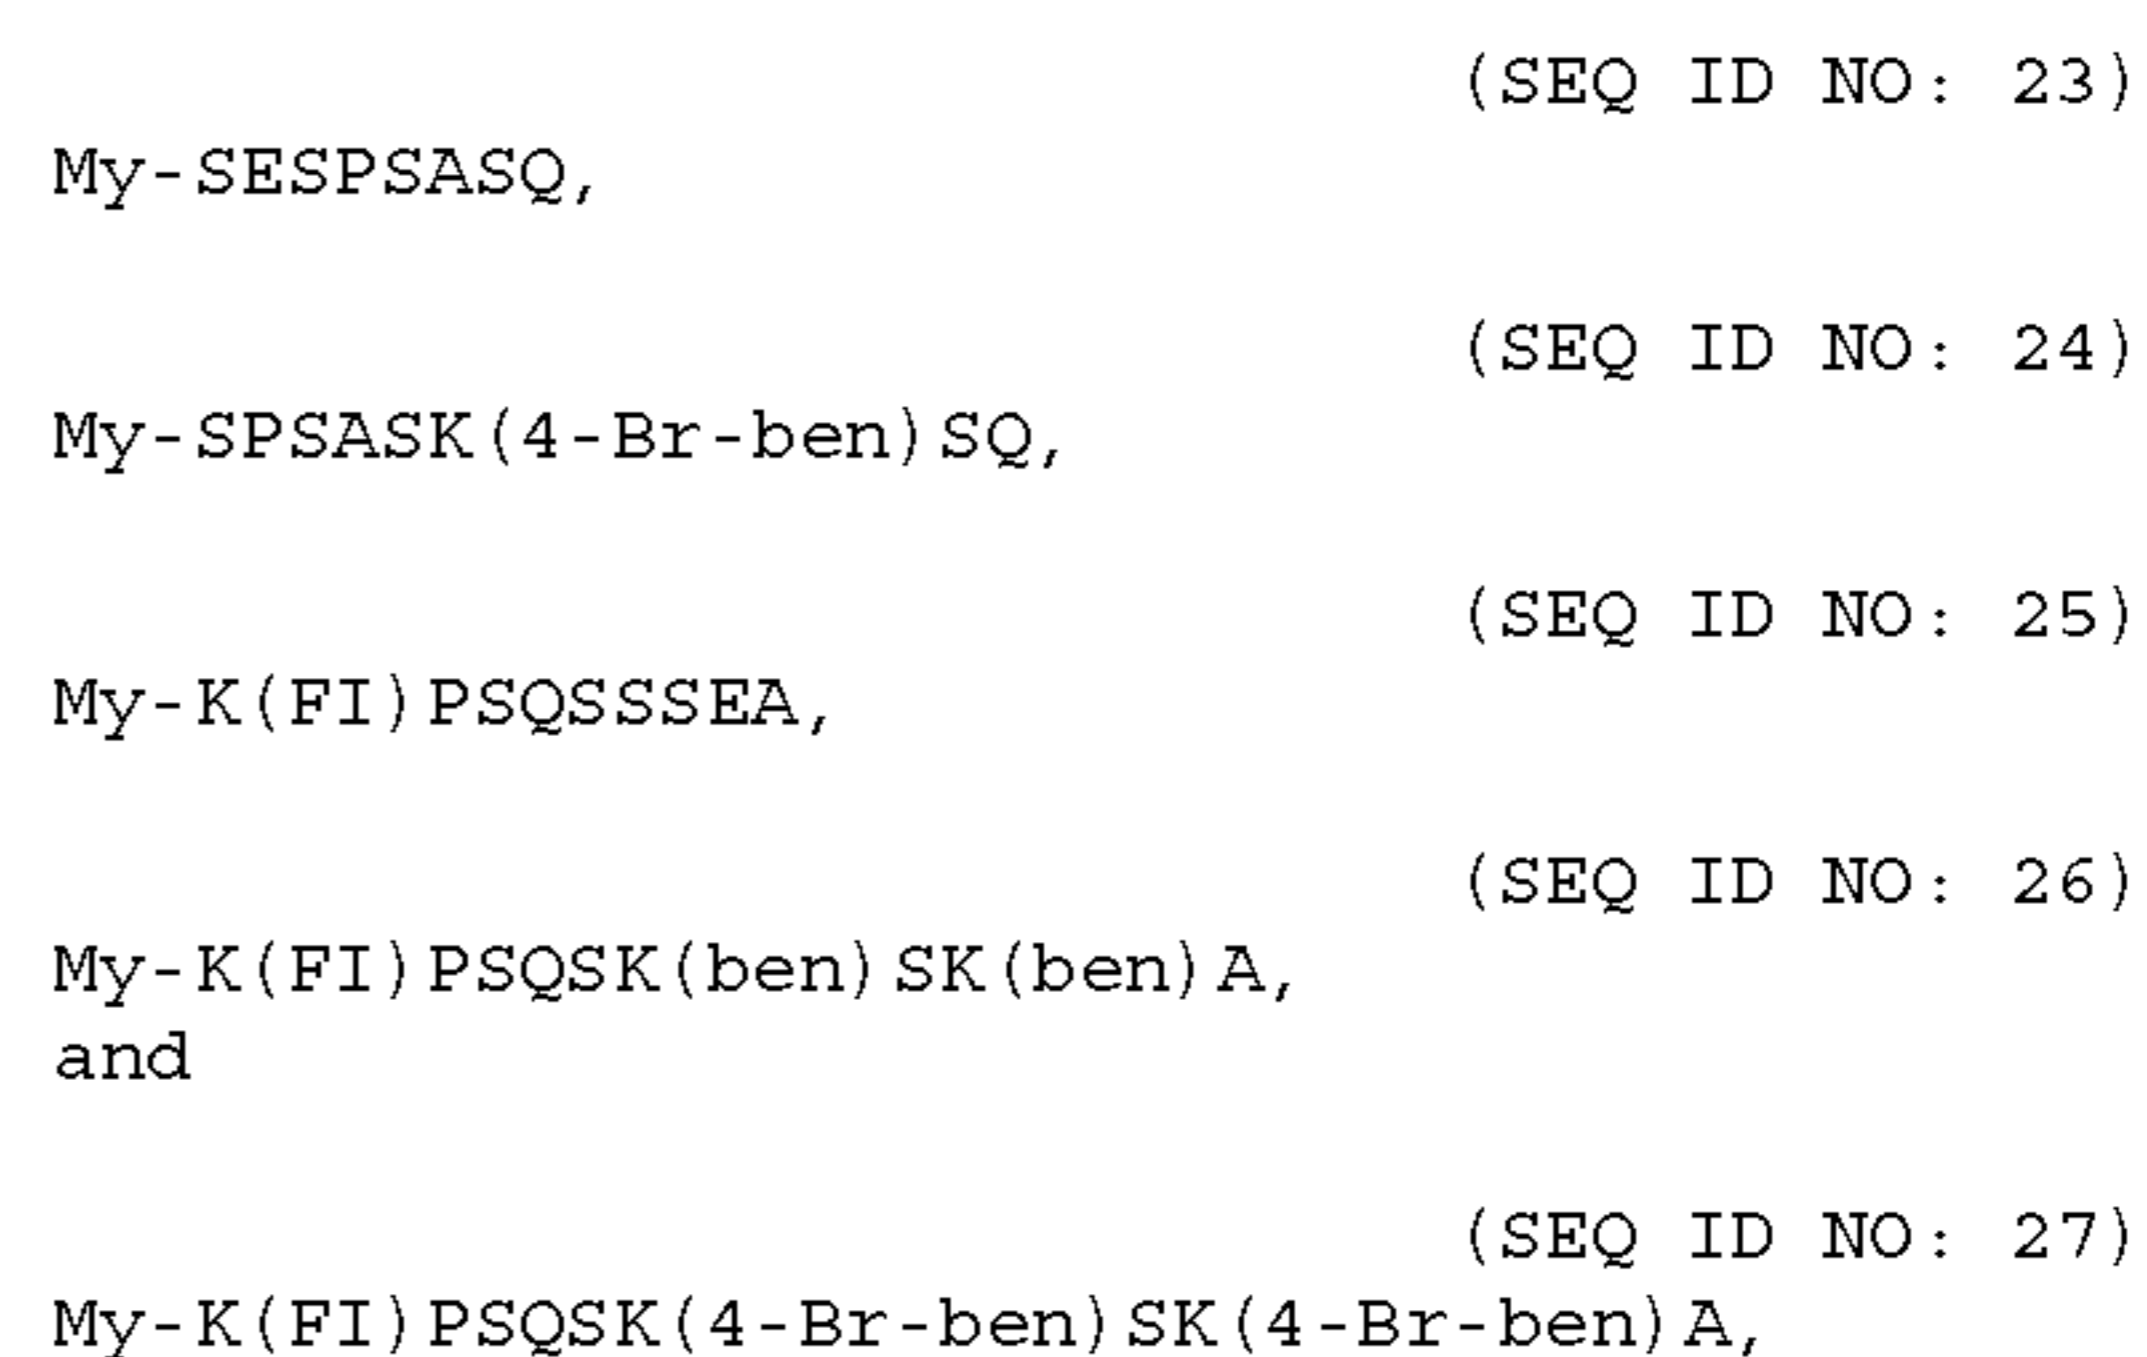 (SEQ ID NO: 23)
My-SESPSASQ,
(SEQ ID NO: 24)
My-SPSASK(4-Br-ben)SQ,
(SEQ ID NO: 25)
My-K(FI)PSQSSSEA,
(SEQ ID NO: 26)
My-K(FI)PSQSK(ben)SK(ben)A,
and
(SEQ ID NO: 27)
My-K(FI)PSQSK(4-Br-ben)SK(4-Br-ben)A,